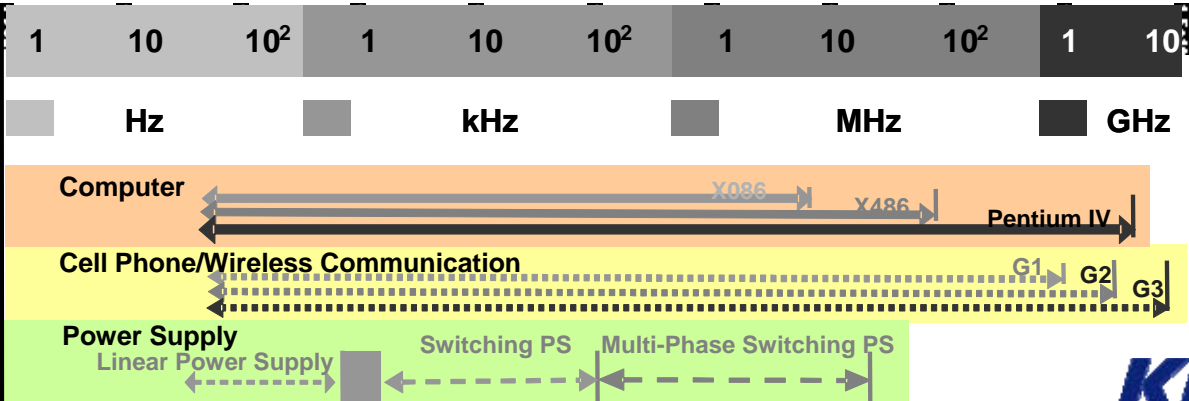 1 10 10² 1 10 10² 1 10 10² 1 10
Hz kHz MHz GHz
Computer
X086
X486
Pentium IV
Cell Phone/Wireless Communication
G1
G2
G3
Power Supply
Linear Power Supply
Switching PS
Multi-Phase Switching PS